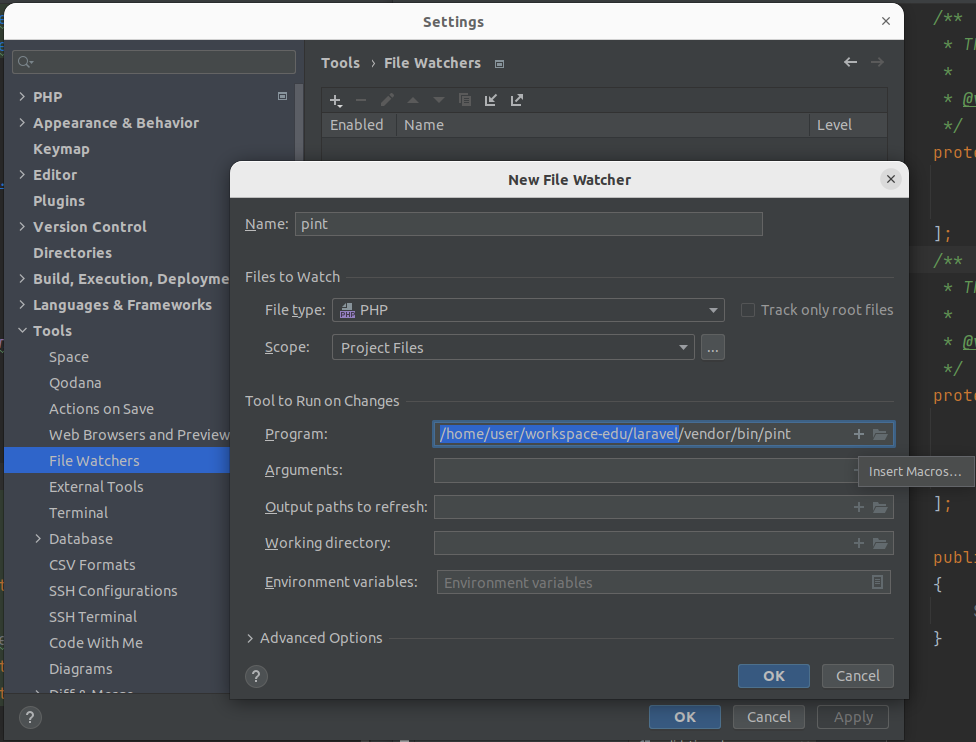 Settings
Tools › File Watchers
PHP
Appearance & Behavior
Keymap
Editor
Plugins
Version Control
Directories
Build, Execution, Deployme
Languages & Frameworks
Tools
Space
Qodana
Actions on Save
Web Browsers and Preview
File Watchers
External Tools
Terminal
Database
CSV Formats
SSH Configurations
SSH Terminal
Code With Me
Diagrams
Enabled Name Level
New File Watcher
Name: pint
Files to Watch
File type: PHP PHP
Track only root files
Scope: Project Files ...
Tool to Run on Changes
Program: /home/user/workspace-edu/laravel/vendor/bin/pint
Insert Macros...
Arguments:
Output paths to refresh:
Working directory:
Environment variables: Environment variables
Advanced Options
? OK Cancel
? OK Cancel Apply
/**
* Th
*
* @v
*/
prote
];
/**
* Th
*
* @v
*/
prote
];
publi
{
}